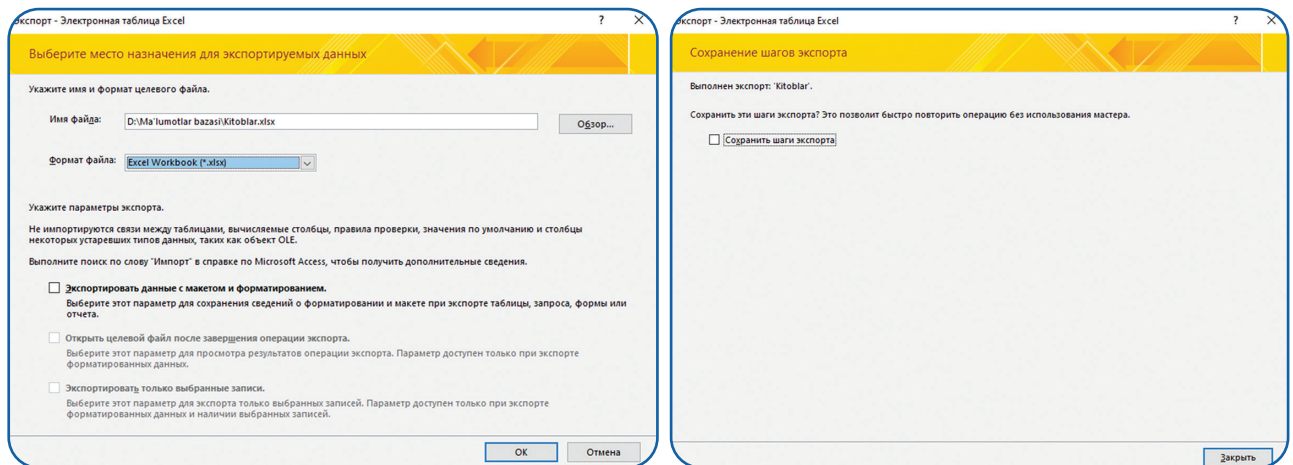 Экспорт - Электронная таблица Excel
? ×
Выберите место назначения для экспортируемых данных
Укажите имя и формат целевого файла.
Имя файла: D:\Ma'lumotlar bazasi\Kitoblar.xlsx Обзор...
Формат файла: Excel Workbook (*.xlsx)
Укажите параметры экспорта.
Не импортируются связи между таблицами, вычисляемые столбцы, правила проверки, значения по умолчанию и столбцы
некоторых устаревших типов данных, таких как объект OLE.
Выполните поиск по слову "Импорт" в справке по Microsoft Access, чтобы получить дополнительные сведения.
Экспортировать данные с макетом и форматированием.
Выберите этот параметр для сохранения сведений о форматировании и макете при экспорте таблицы, запроса, формы или
отчета.
Открыть целевой файл после завершения операции экспорта.
Выберите этот параметр для просмотра результатов операции экспорта. Параметр доступен только при экспорте
форматированных данных.
Экспортировать только выбранные записи.
Выберите этот параметр для экспорта только выбранных записей. Параметр доступен только при экспорте
форматированных данных и наличии выбранных записей.
ОК Отмена
Экспорт - Электронная таблица Excel
? ×
Сохранение шагов экспорта
Выполнен экспорт: 'Kitoblar'.
Сохранить эти шаги экспорта? Это позволит быстро повторить операцию без использования мастера.
Сохранить шаги экспорта
Закрыть